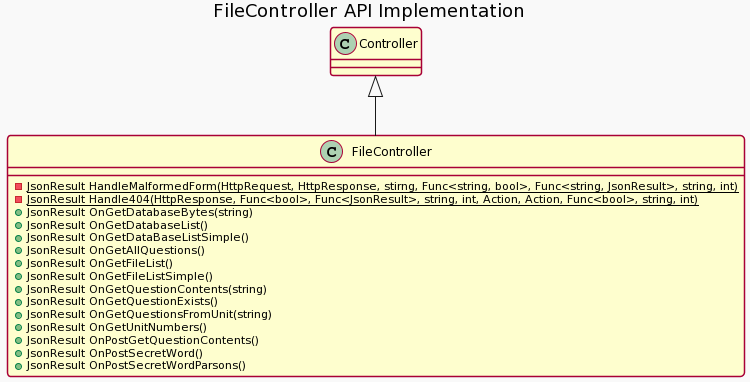 FileController API Implementation
C Controller
C FileController
JsonResult HandleMalformedForm(HttpRequest, HttpResponse, stirng, Func<string, bool>, Func<string, JsonResult>, string, int)
JsonResult Handle404(HttpResponse, Func<bool>, Func<JsonResult>, string, int, Action, Action, Func<bool>, string, int)
JsonResult OnGetDatabaseBytes(string)
JsonResult OnGetDatabaseList()
JsonResult OnGetDataBaseListSimple()
JsonResult OnGetAllQuestions()
JsonResult OnGetFileList()
JsonResult OnGetFileListSimple()
JsonResult OnGetQuestionContents(string)
JsonResult OnGetQuestionExists()
JsonResult OnGetQuestionsFromUnit(string)
JsonResult OnGetUnitNumbers()
JsonResult OnPostGetQuestionContents()
JsonResult OnPostSecretWord()
JsonResult OnPostSecretWordParsons()